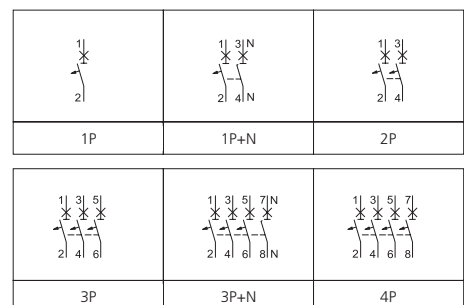 1 1 3 N 1 3
2 2 4 N 2 4
1P 1P+N 2P
1 3 5 1 3 5 7 N 1 3 5 7
2 4 6 2 4 6 8 N 2 4 6 8
3P 3P+N 4P